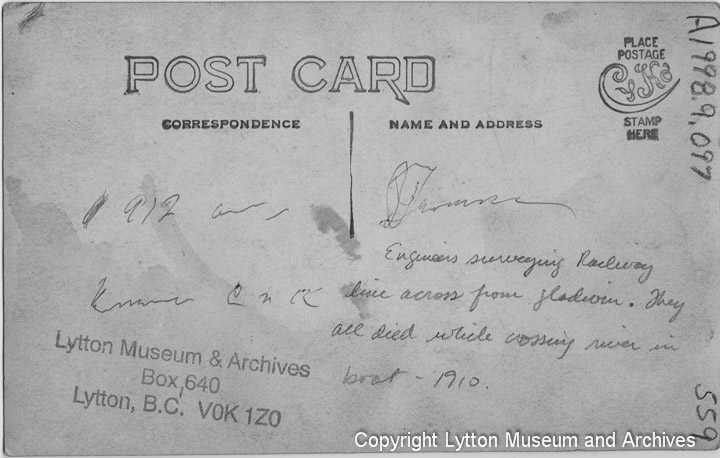 POST CARD
CORRESPONDENCE
NAME AND ADDRESS
PLACE
POSTAGE
CYKO
STAMP
HERE
A1998.9.097
1912
Engineers surveying Railway
line across from gladwin. They
all died while crossing river in
boat - 1910.
Lytton Museum & Archives
Box 640
Lytton, B.C. V0K 1Z0
559
Copyright Lytton Museum and Archives